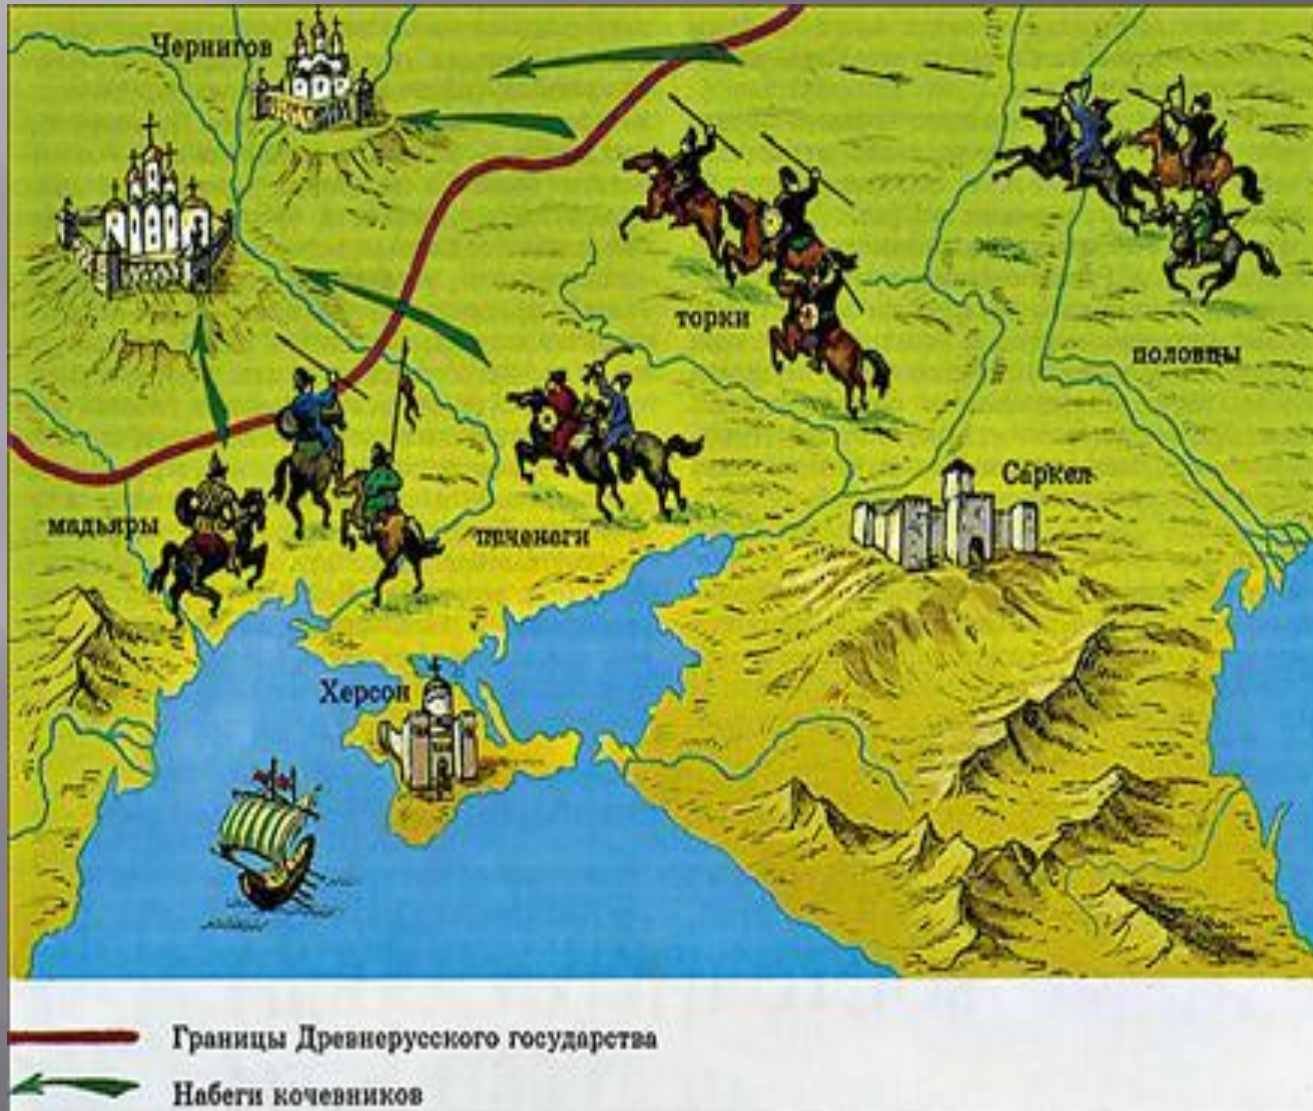 Чернигов
торки
половцы
Саркел
мадьяры
печенеги
Херсон
Границы Древнерусского государства
Набеги кочевников